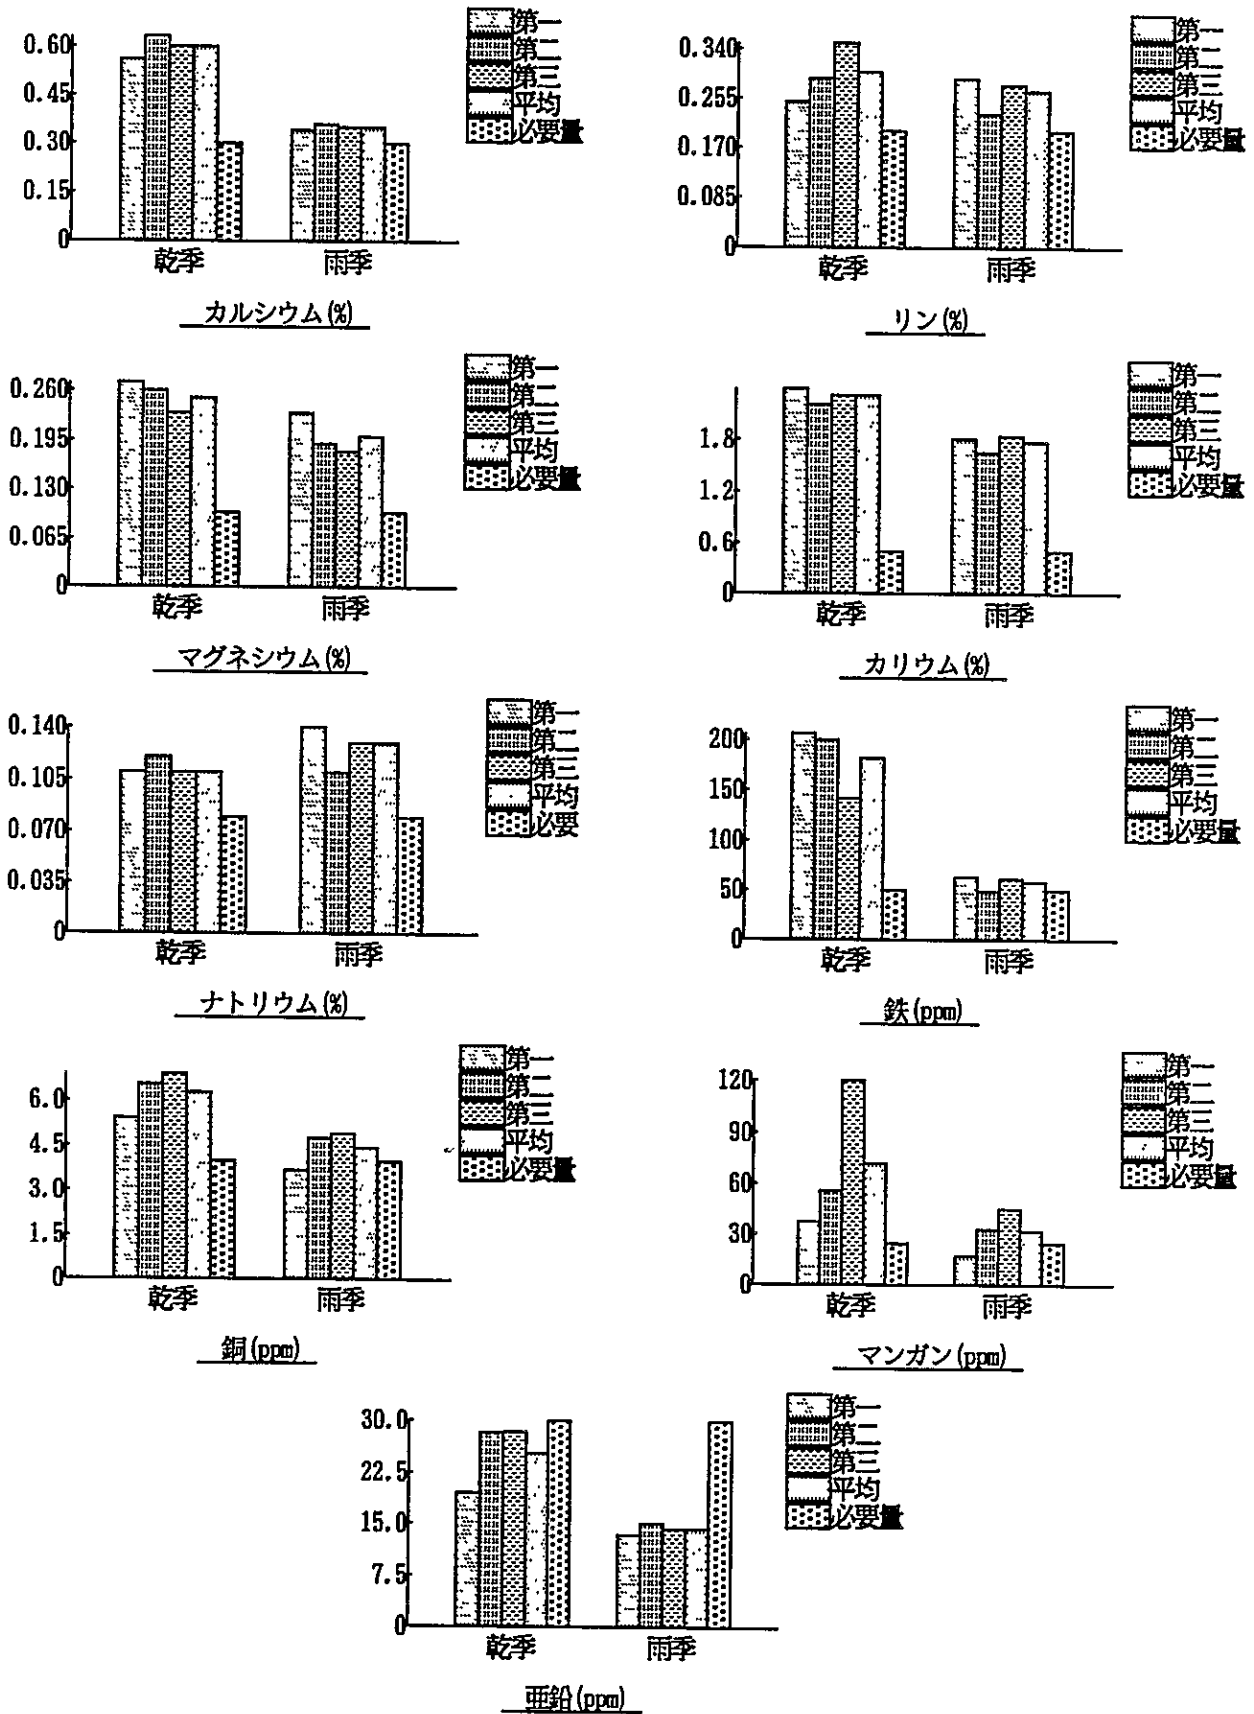 0.60
0.45
0.30
0.15
0
乾季
雨季
第一
第二
第三
平均
必要量
カルシウム(%)
0.340
0.255
0.170
0.085
0
乾季
雨季
第一
第二
第三
平均
必要量
リン(%)
0.260
0.195
0.130
0.065
0
乾季
雨季
第一
第二
第三
平均
必要量
マグネシウム(%)
1.8
1.2
0.6
0
乾季
雨季
第一
第二
第三
平均
必要量
カリウム(%)
0.140
0.105
0.070
0.035
0
乾季
雨季
第一
第二
第三
平均
必要
ナトリウム(%)
200
150
100
50
0
乾季
雨季
第一
第二
第三
平均
必要量
鉄(ppm)
6.0
4.5
3.0
1.5
0
乾季
雨季
第一
第二
第三
平均
必要量
銅(ppm)
120
90
60
30
0
乾季
雨季
第一
第二
第三
平均
必要量
マンガン(ppm)
30.0
22.5
15.0
7.5
0
乾季
雨季
第一
第二
第三
平均
必要量
亜鉛(ppm)